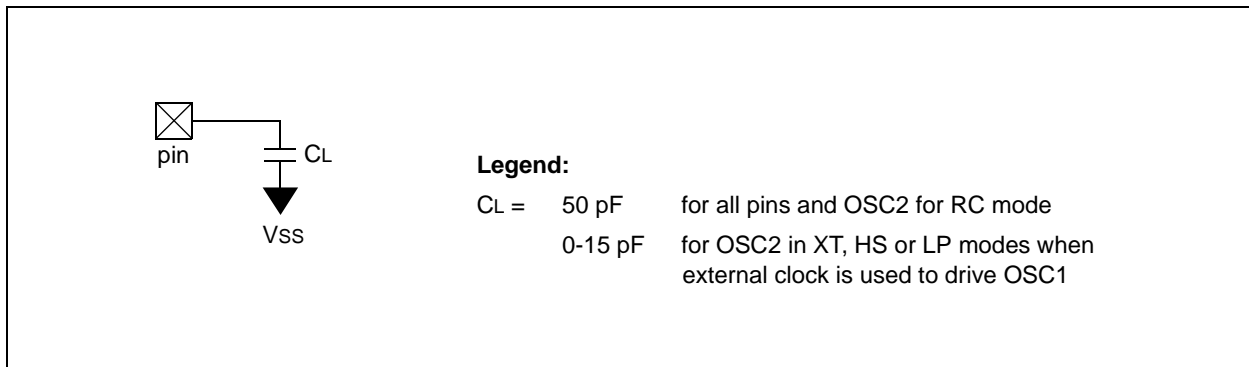 pin
CL
VSS
Legend:
CL = 50 pF for all pins and OSC2 for RC mode
0-15 pF for OSC2 in XT, HS or LP modes when
external clock is used to drive OSC1